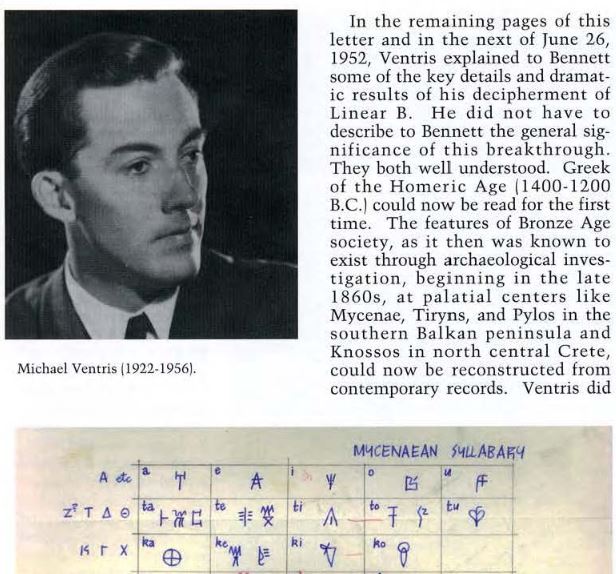 In the remaining pages of this
letter and in the next of June 26,
1952, Ventris explained to Bennett
some of the key details and dramat-
ic results of his decipherment of
Linear B. He did not have to
describe to Bennett the general sig-
nificance of this breakthrough.
They both well understood. Greek
of the Homeric Age (1400-1200
B.C.) could now be read for the first
time. The features of Bronze Age
society, as it then was known to
exist through archaeological inves-
tigation, beginning in the late
1860s, at palatial centers like
Mycenae, Tiryns, and Pylos in the
southern Balkan peninsula and
Knossos in north central Crete,
could now be reconstructed from
contemporary records. Ventris did
Michael Ventris (1922-1956).
MYCENAEAN SYLLABARY
A etc a e i o u
Z? T Δ Θ ta te ti to tu
K Γ X ka ke ki ko